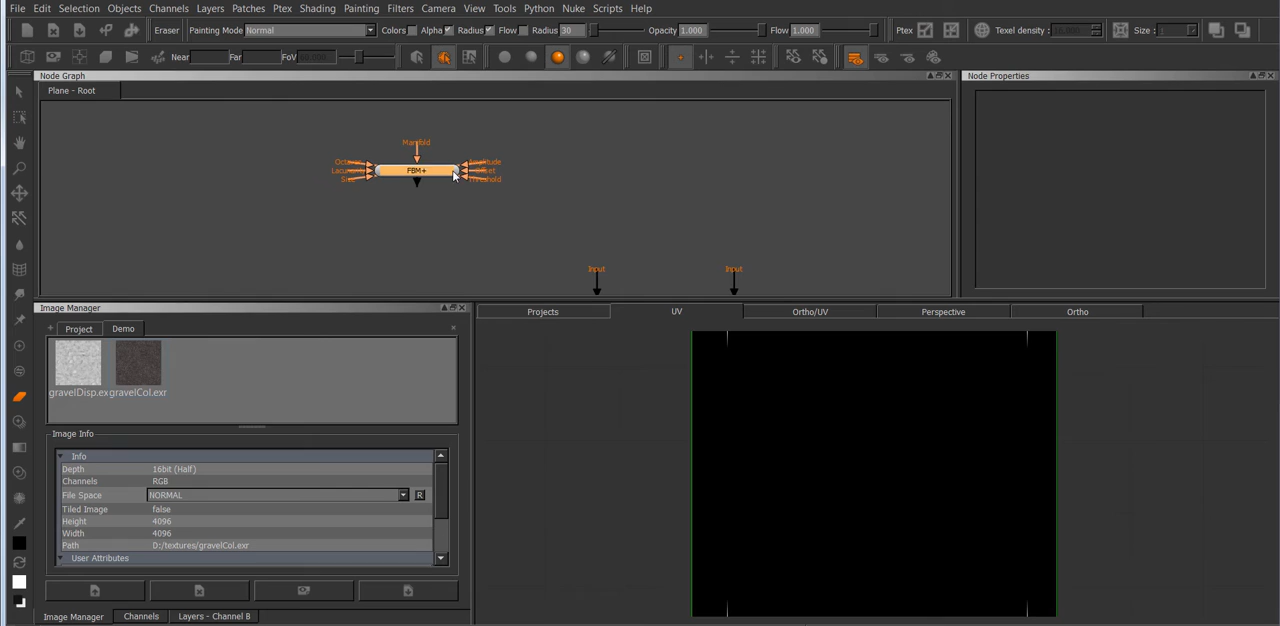 File Edit Selection Objects Channels Layers Patches Ptex Shading Painting Filters Camera View Tools Python Nuke Scripts Help
Eraser Painting Mode Normal Colors Alpha Radius Flow Radius 30 Opacity 1.000 Flow 1.000 Ptex Texel density : Size :
Near Far FoV
Node Graph
Node Properties
Plane - Root
Manifold
FBM+
Threshold
Input Input
Image Manager
Project Demo
gravelDisp.ex gravelCol.exr
Image Info
Info
Depth 16bit (Half)
Channels RGB
File Space NORMAL R
Tiled Image false
Height 4096
Width 4096
Path D:/textures/gravelCol.exr
User Attributes
Image Manager Channels Layers - Channel B
Projects UV Ortho/UV Perspective Ortho